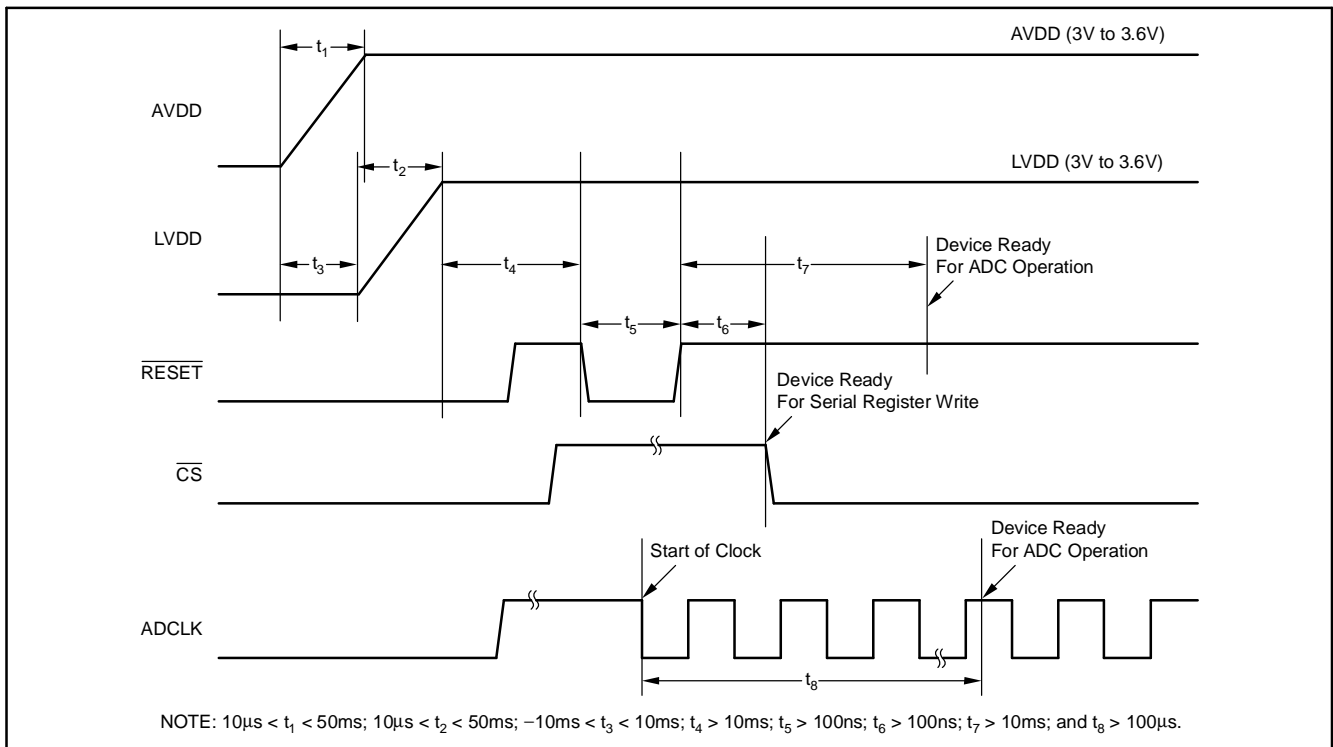 AVDD (3V to 3.6V)
t1
AVDD
t2
LVDD (3V to 3.6V)
LVDD
t3
t4
t7
Device Ready
For ADC Operation
t5
t6
RESET
Device Ready
For Serial Register Write
CS
Start of Clock
Device Ready
For ADC Operation
ADCLK
t8
NOTE: 10μs < t1 < 50ms; 10μs < t2 < 50ms; −10ms < t3 < 10ms; t4 > 10ms; t5 > 100ns; t6 > 100ns; t7 > 10ms; and t8 > 100μs.